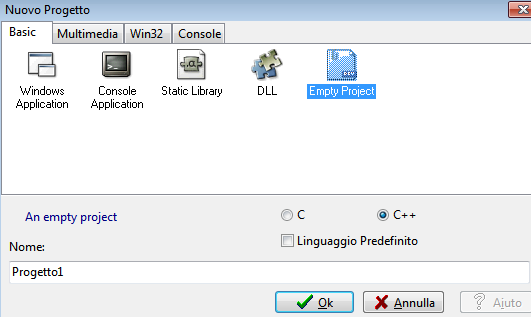 Nuovo Progetto
Basic Multimedia Win32 Console
Windows Application
Console Application
Static Library
DLL
Empty Project
An empty project
C
C++
Linguaggio Predefinito
Nome:
Progetto1
Ok
Annulla
Aiuto